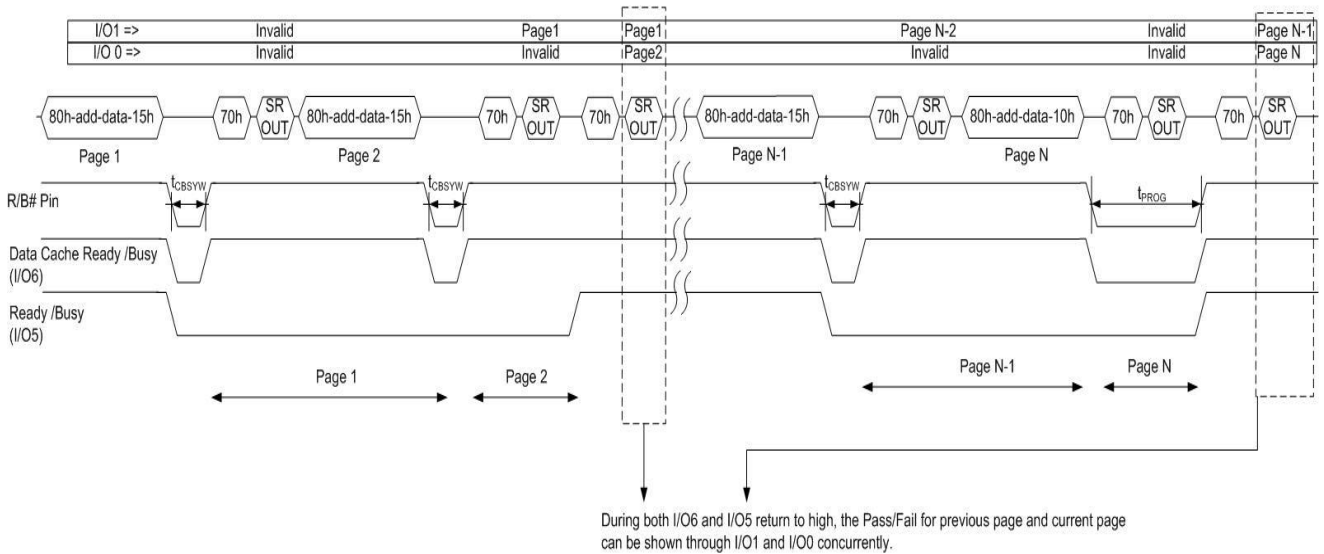 I/O1 => Invalid Page1 Page1 Page N-2 Invalid Page N-1
I/O 0 => Invalid Invalid Page2 Invalid Invalid Page N
80h-add-data-15h 70h SR OUT 80h-add-data-15h 70h SR OUT 70h SR OUT 80h-add-data-15h 70h SR OUT 80h-add-data-10h 70h SR OUT 70h SR OUT
Page 1 Page 2 Page N-1 Page N
R/B# Pin tCBSYW tCBSYW tCBSYW tPROG
Data Cache Ready /Busy
(I/O6)
Ready /Busy
(I/O5)
Page 1 Page 2 Page N-1 Page N
During both I/O6 and I/O5 return to high, the Pass/Fail for previous page and current page
can be shown through I/O1 and I/O0 concurrently.